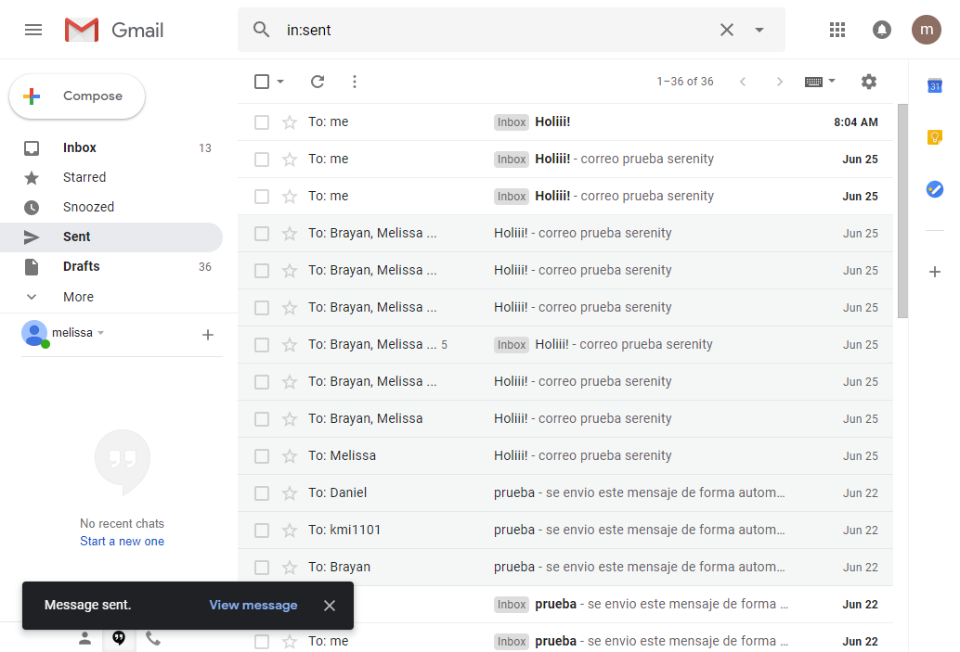 Gmail
in:sent
m
Compose
1–36 of 36
31
Inbox 13
Starred
Snoozed
Sent
Drafts 36
More
melissa
No recent chats
Start a new one
To: me Inbox Holiii! 8:04 AM
To: me Inbox Holiii! - correo prueba serenity Jun 25
To: me Inbox Holiii! - correo prueba serenity Jun 25
To: Brayan, Melissa ... Holiii! - correo prueba serenity Jun 25
To: Brayan, Melissa ... Holiii! - correo prueba serenity Jun 25
To: Brayan, Melissa ... Holiii! - correo prueba serenity Jun 25
To: Brayan, Melissa ... 5 Inbox Holiii! - correo prueba serenity Jun 25
To: Brayan, Melissa ... Holiii! - correo prueba serenity Jun 25
To: Brayan, Melissa Holiii! - correo prueba serenity Jun 25
To: Melissa Holiii! - correo prueba serenity Jun 25
To: Daniel prueba - se envio este mensaje de forma autom... Jun 22
To: kmi1101 prueba - se envio este mensaje de forma autom... Jun 22
To: Brayan prueba - se envio este mensaje de forma autom... Jun 22
Inbox prueba - se envio este mensaje de forma ... Jun 22
To: me Inbox prueba - se envio este mensaje de forma ... Jun 22
Message sent. View message